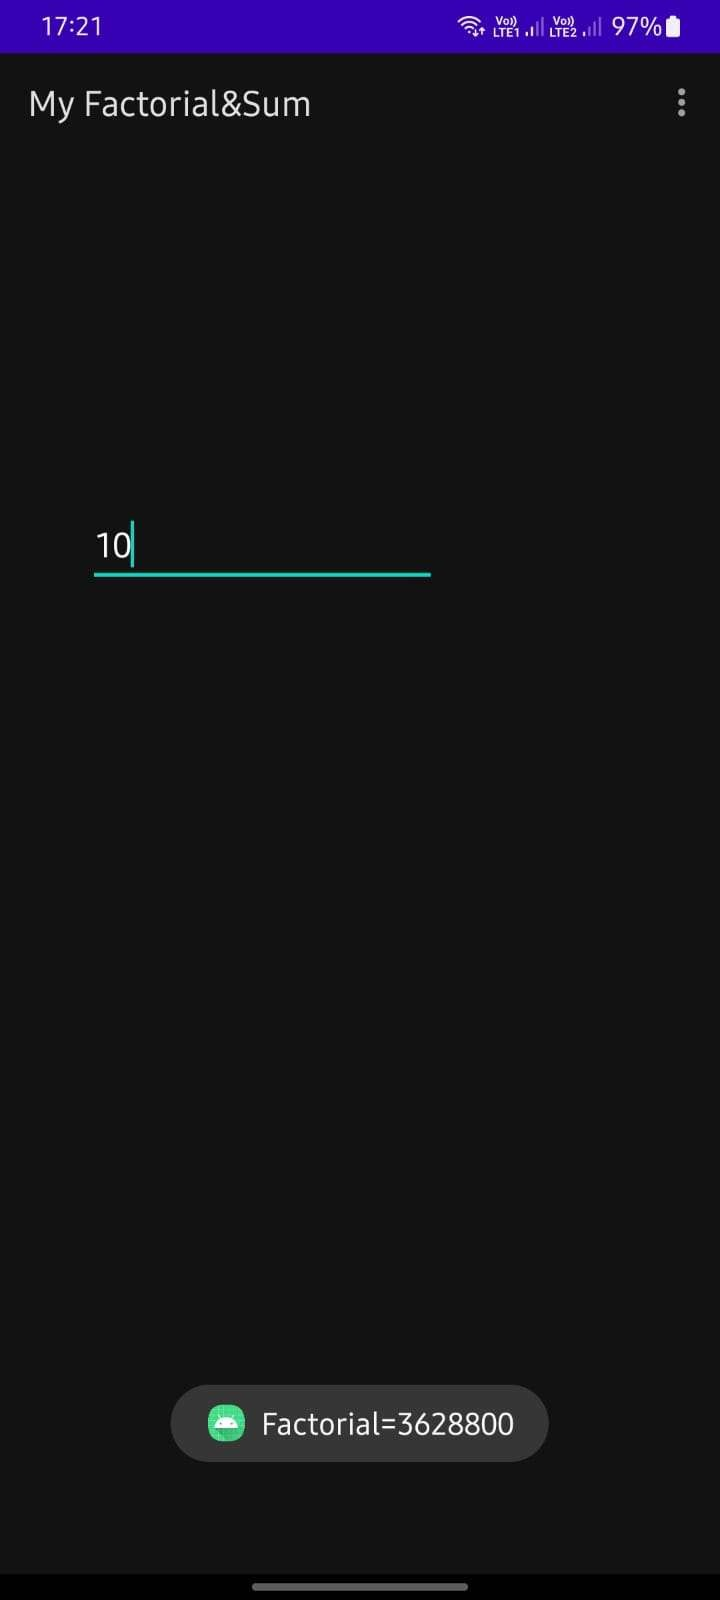 17:21 Vo)) LTE1 Vo)) LTE2 97%
My Factorial&Sum
10
Factorial=3628800